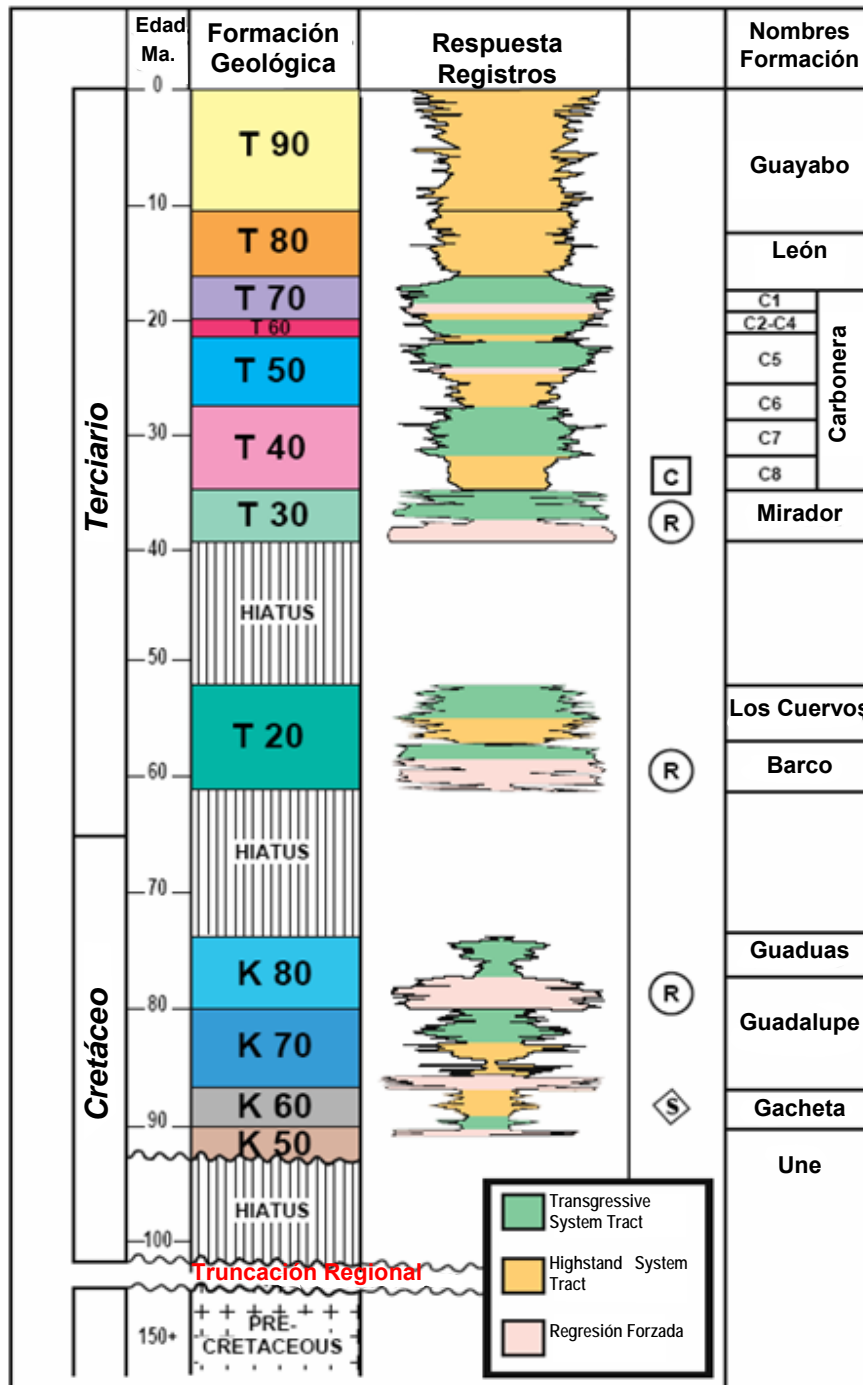 Edad
Ma.
Formación
Geológica
Respuesta
Registros
Nombres
Formación
0
10
20
30
40
50
60
70
80
90
100
150+
Terciario
Cretáceo
T 90
T 80
T 70
T 60
T 50
T 40
T 30
HIATUS
T 20
HIATUS
K 80
K 70
K 60
K 50
HIATUS
Truncación Regional
PRE-
CRETACEOUS
C
R
R
R
S
Guayabo
León
C1
C2-C4
C5
C6
C7
C8
Carbonera
Mirador
Los Cuervos
Barco
Guaduas
Guadalupe
Gacheta
Une
Transgressive
System Tract
Highstand System
Tract
Regresión Forzada